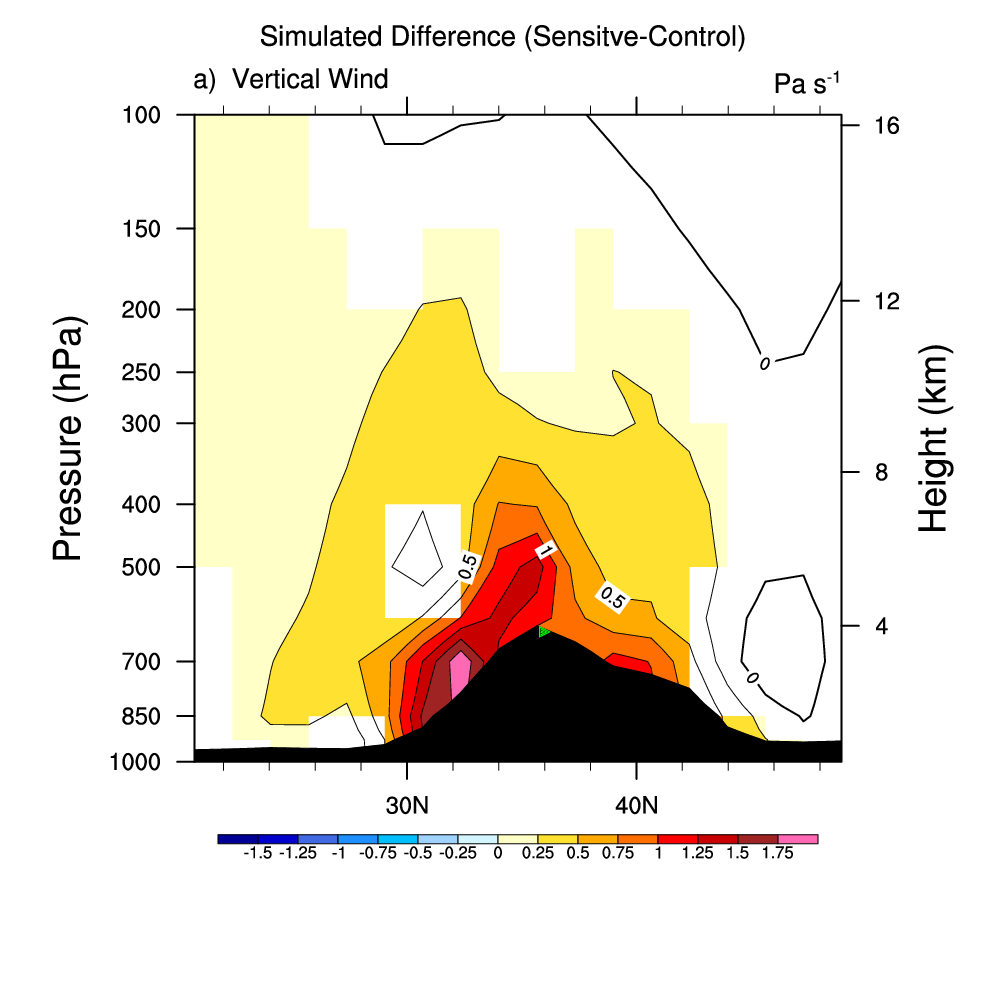 Simulated Difference (Sensitve-Control)
a) Vertical Wind
Pa s-1
100
150
200
250
300
400
500
700
850
1000
Pressure (hPa)
16
12
8
4
Height (km)
0
0.5
1
0.5
0
30N
40N
-1.5 -1.25 -1 -0.75 -0.5 -0.25 0 0.25 0.5 0.75 1 1.25 1.5 1.75